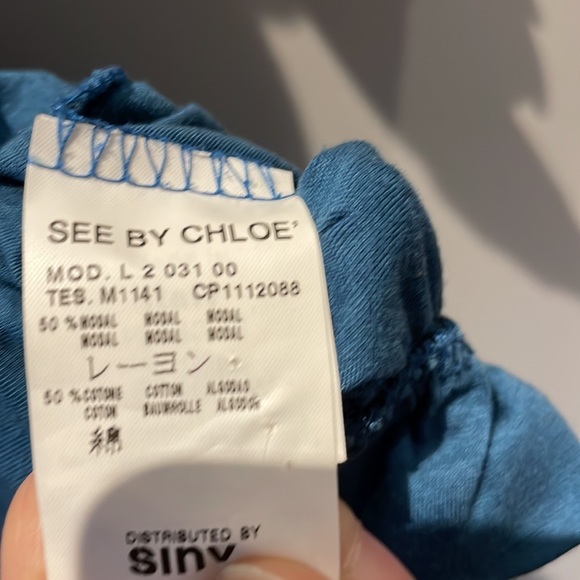 SEE BY CHLOE'
MOD. L 2 031 00
TES. M1141 CP1112088
50 % MODAL MODAL MODAL
MODAL MODAL MODAL
レーヨン
50 % COTONE COTTON ALGODAO
COTON BAUMWOLLE ALGODON
綿
DISTRIBUTED BY
SINV